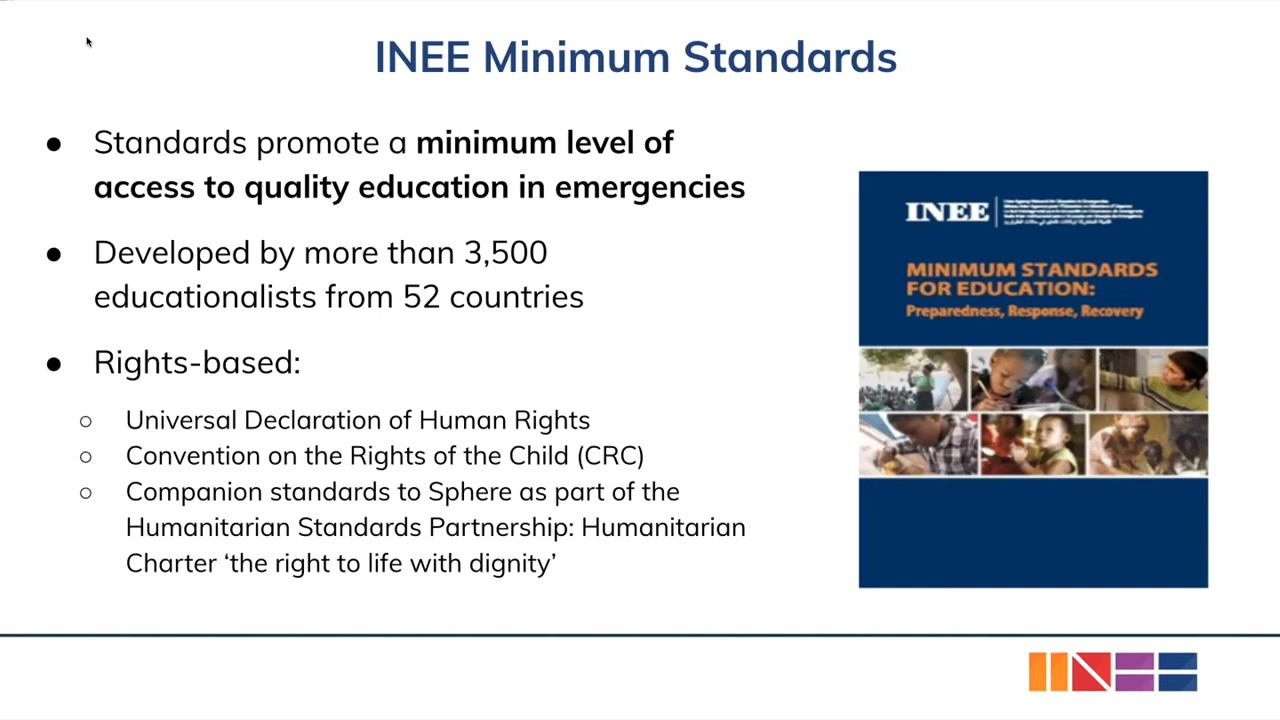 INEE Minimum Standards
● Standards promote a minimum level of
access to quality education in emergencies
● Developed by more than 3,500
educationalists from 52 countries
● Rights-based:
○ Universal Declaration of Human Rights
○ Convention on the Rights of the Child (CRC)
○ Companion standards to Sphere as part of the
Humanitarian Standards Partnership: Humanitarian
Charter ‘the right to life with dignity’
INEE
MINIMUM STANDARDS
FOR EDUCATION:
Preparedness, Response, Recovery
INEE